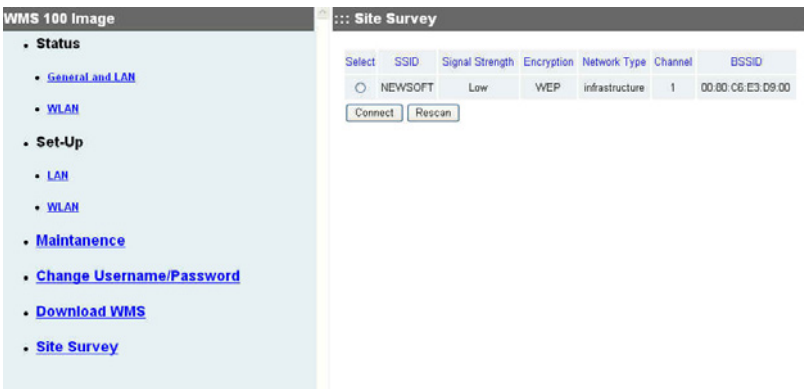 WMS 100 Image
Status
General and LAN
WLAN
Set-Up
LAN
WLAN
Maintanence
Change Username/Password
Download WMS
Site Survey
::: Site Survey
Select SSID Signal Strength Encryption Network Type Channel BSSID
NEWSOFT Low WEP infrastructure 1 00:80:C6:E3:D9:00
Connect Rescan